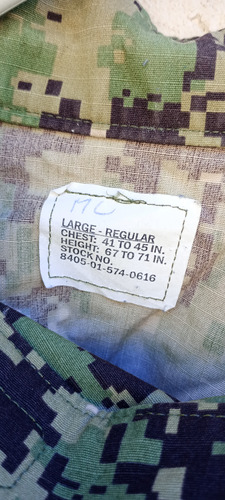 MC
LARGE - REGULAR
CHEST: 41 TO 45 IN.
HEIGHT: 67 TO 71 IN.
STOCK NO.
8405-01-574-0616